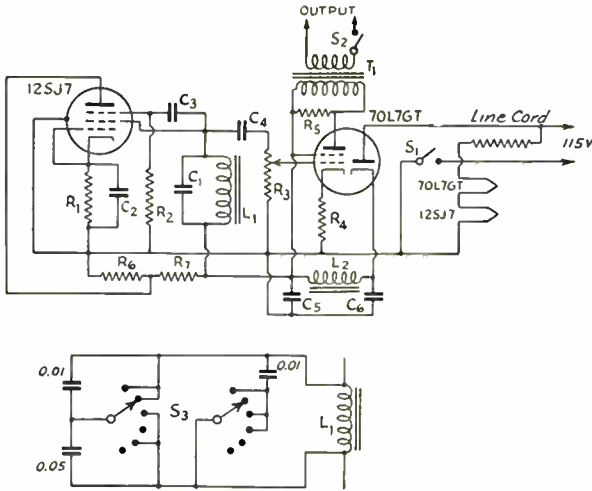 OUTPUT
S2
T1
12SJ7
C3
C4
70L7GT
Line Cord
R5
S1
115V
70L7GT
12SJ7
R1
C2
R2
C1
L1
R3
R4
R6
R7
L2
C5
C6
0.01
0.01
S3
L1
0.05